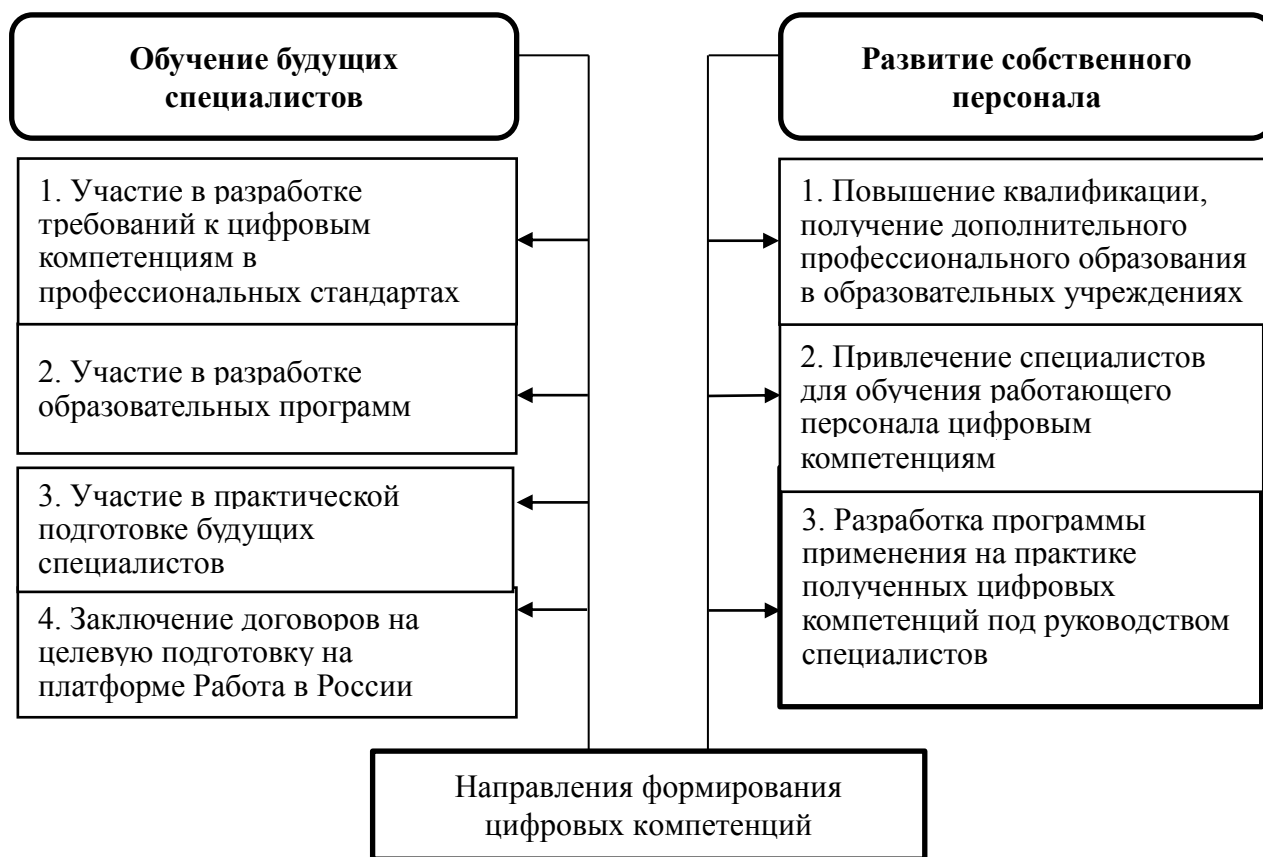 Обучение будущих
специалистов
1. Участие в разработке
требований к цифровым
компетенциям в
профессиональных стандартах
2. Участие в разработке
образовательных программ
3. Участие в практической
подготовке будущих
специалистов
4. Заключение договоров на
целевую подготовку на
платформе Работа в России
Развитие собственного
персонала
1. Повышение квалификации,
получение дополнительного
профессионального образования
в образовательных учреждениях
2. Привлечение специалистов
для обучения работающего
персонала цифровым
компетенциям
3. Разработка программы
применения на практике
полученных цифровых
компетенций под руководством
специалистов
Направления формирования
цифровых компетенций